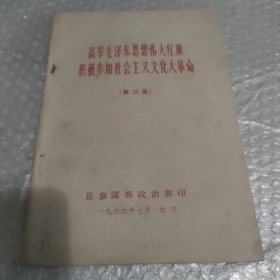 高举毛泽东思想伟大红旗
积极参加社会主义文化大革命
（第三集）
总参谋部政治部印
一九六六年七月·北京